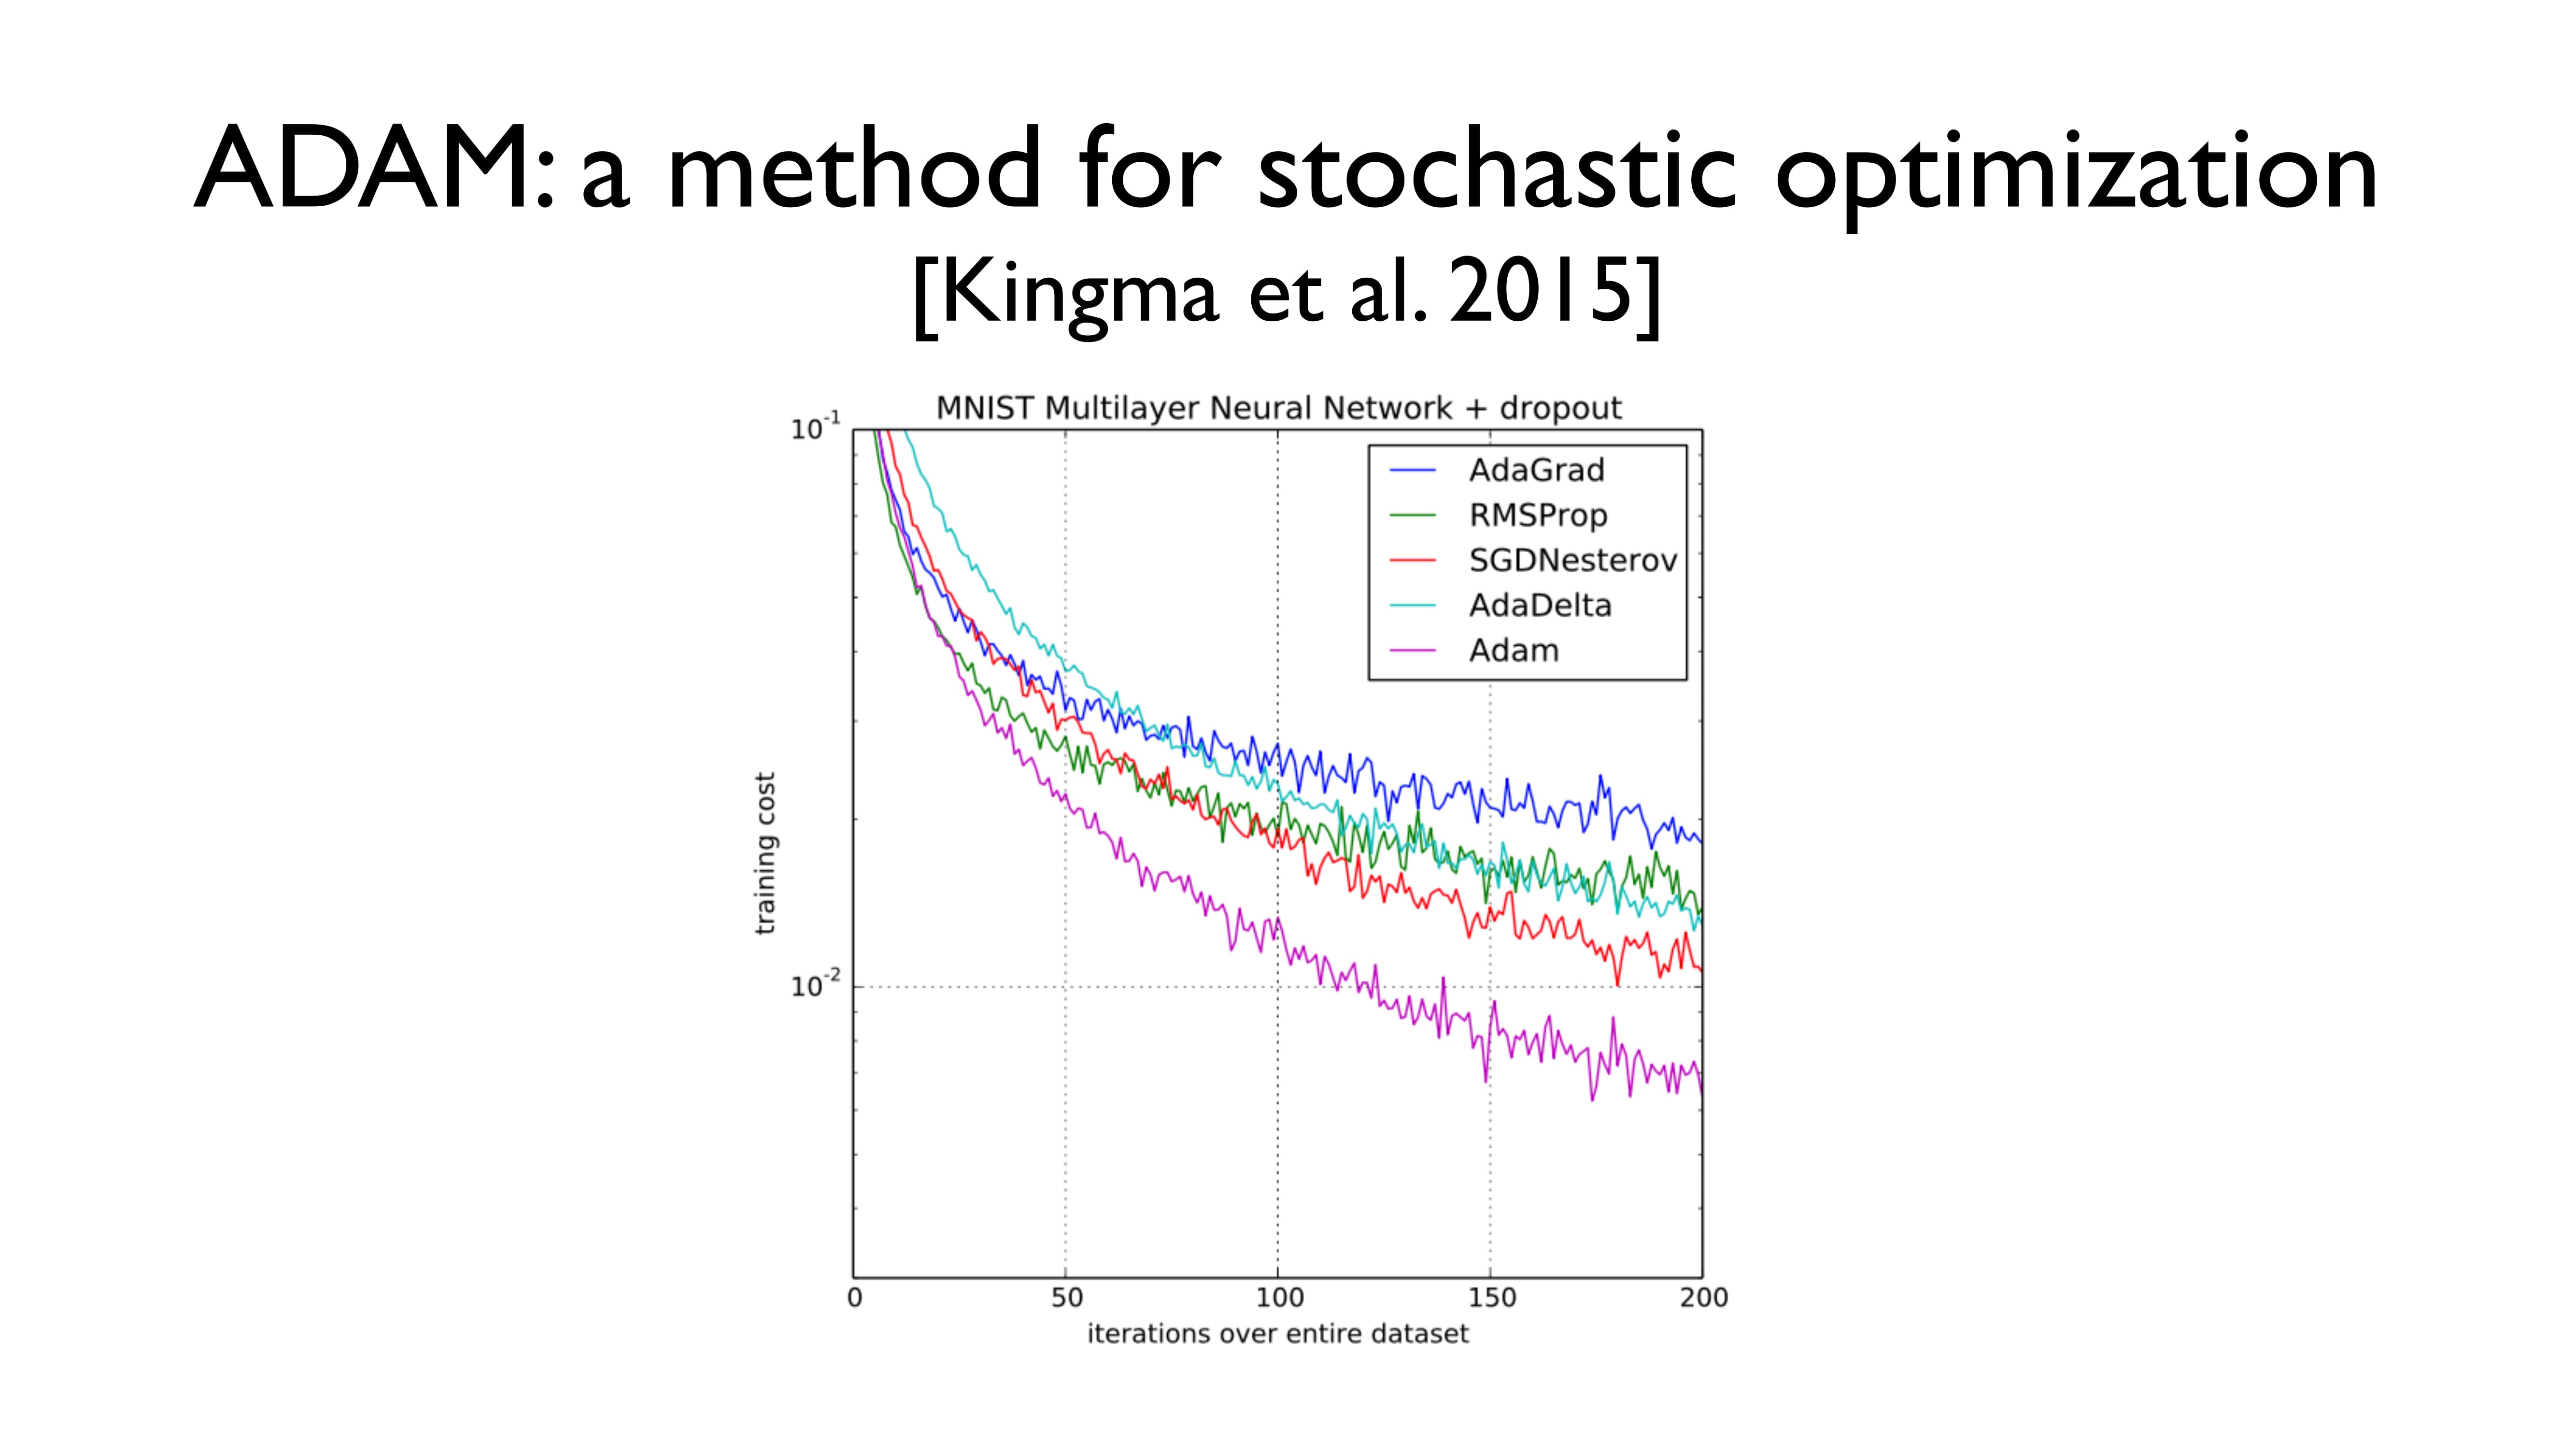 ADAM: a method for stochastic optimization
[Kingma et al. 2015]
MNIST Multilayer Neural Network + dropout
10-1
AdaGrad
RMSProp
SGDNesterov
AdaDelta
Adam
training cost
10-2
0 50 100 150 200
iterations over entire dataset